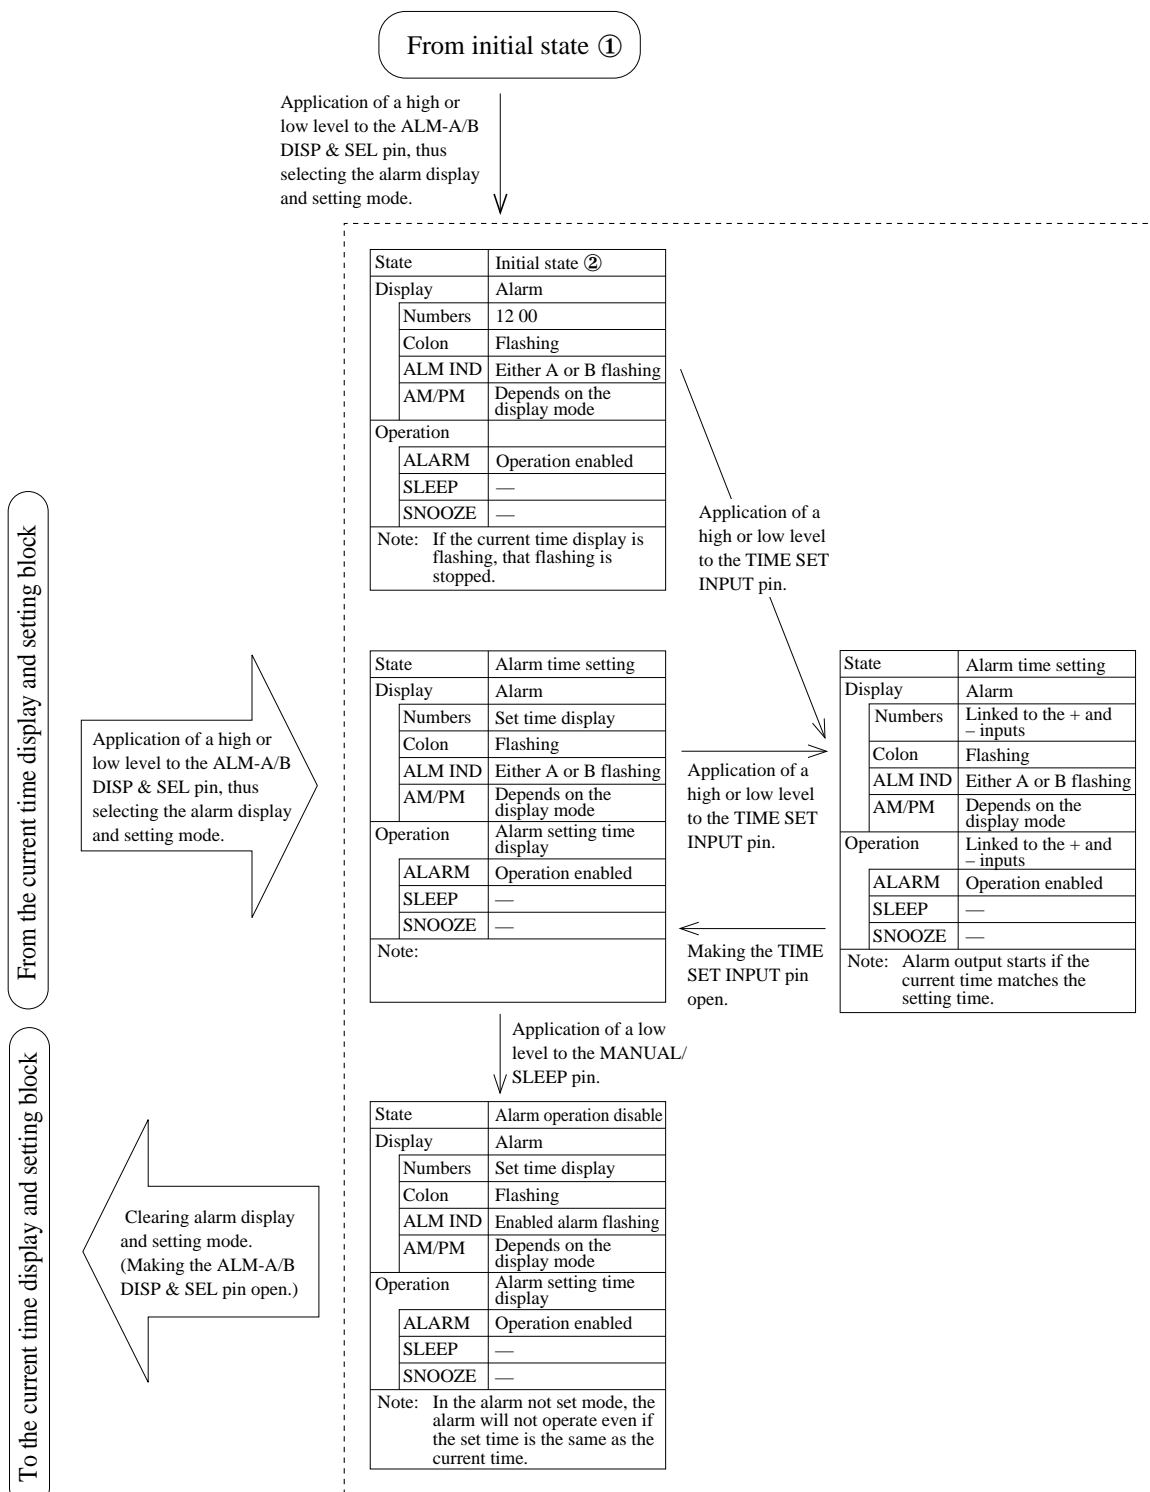 From initial state ①
Application of a high or
low level to the ALM-A/B
DISP & SEL pin, thus
selecting the alarm display
and setting mode.
State Initial state ②
Display Alarm
Numbers 12 00
Colon Flashing
ALM IND Either A or B flashing
AM/PM Depends on the
display mode
Operation
ALARM Operation enabled
SLEEP —
SNOOZE —
Note: If the current time display is
flashing, that flashing is
stopped.
Application of a
high or low level
to the TIME SET
INPUT pin.
From the current time display and setting block
Application of a high or
low level to the ALM-A/B
DISP & SEL pin, thus
selecting the alarm display
and setting mode.
State Alarm time setting
Display Alarm
Numbers Set time display
Colon Flashing
ALM IND Either A or B flashing
AM/PM Depends on the
display mode
Operation Alarm setting time
display
ALARM Operation enabled
SLEEP —
SNOOZE —
Note:
Application of a
high or low level
to the TIME SET
INPUT pin.
Making the TIME
SET INPUT pin
open.
State Alarm time setting
Display Alarm
Numbers Linked to the + and
– inputs
Colon Flashing
ALM IND Either A or B flashing
AM/PM Depends on the
display mode
Operation Linked to the + and
– inputs
ALARM Operation enabled
SLEEP —
SNOOZE —
Note: Alarm output starts if the
current time matches the
setting time.
Application of a low
level to the MANUAL/
SLEEP pin.
To the current time display and setting block
Clearing alarm display
and setting mode.
(Making the ALM-A/B
DISP & SEL pin open.)
State Alarm operation disable
Display Alarm
Numbers Set time display
Colon Flashing
ALM IND Enabled alarm flashing
AM/PM Depends on the
display mode
Operation Alarm setting time
display
ALARM Operation enabled
SLEEP —
SNOOZE —
Note: In the alarm not set mode, the
alarm will not operate even if
the set time is the same as the
current time.